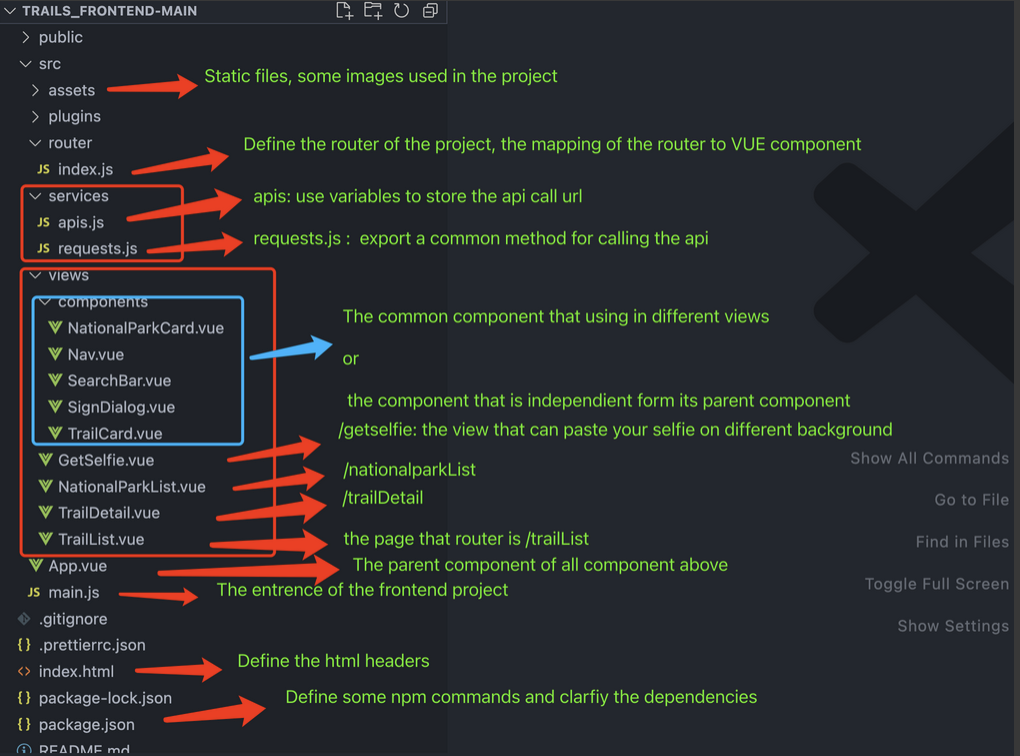 TRAILS_FRONTEND-MAIN
public
src
Static files, some images used in the project
assets
plugins
router
Define the router of the project, the mapping of the router to VUE component
JS index.js
services
apis: use variables to store the api call url
JS apis.js
requests.js : export a common method for calling the api
JS requests.js
views
components
The common component that using in different views
NationalParkCard.vue
Nav.vue
or
SearchBar.vue
the component that is independent form its parent component
SignDialog.vue
/getselfie: the view that can paste your selfie on different background
TrailCard.vue
Show All Commands
GetSelfie.vue
/nationalparkList
NationalParkList.vue
/trailDetail
Go to File
TrailDetail.vue
the page that router is /trailList
TrailList.vue
Find in Files
The parent component of all component above
App.vue
Toggle Full Screen
The entrence of the frontend project
JS main.js
.gitignore
Show Settings
{} .prettierrc.json
Define the html headers
<> index.html
Define some npm commands and clarfiy the dependencies
{} package-lock.json
{} package.json
README.md